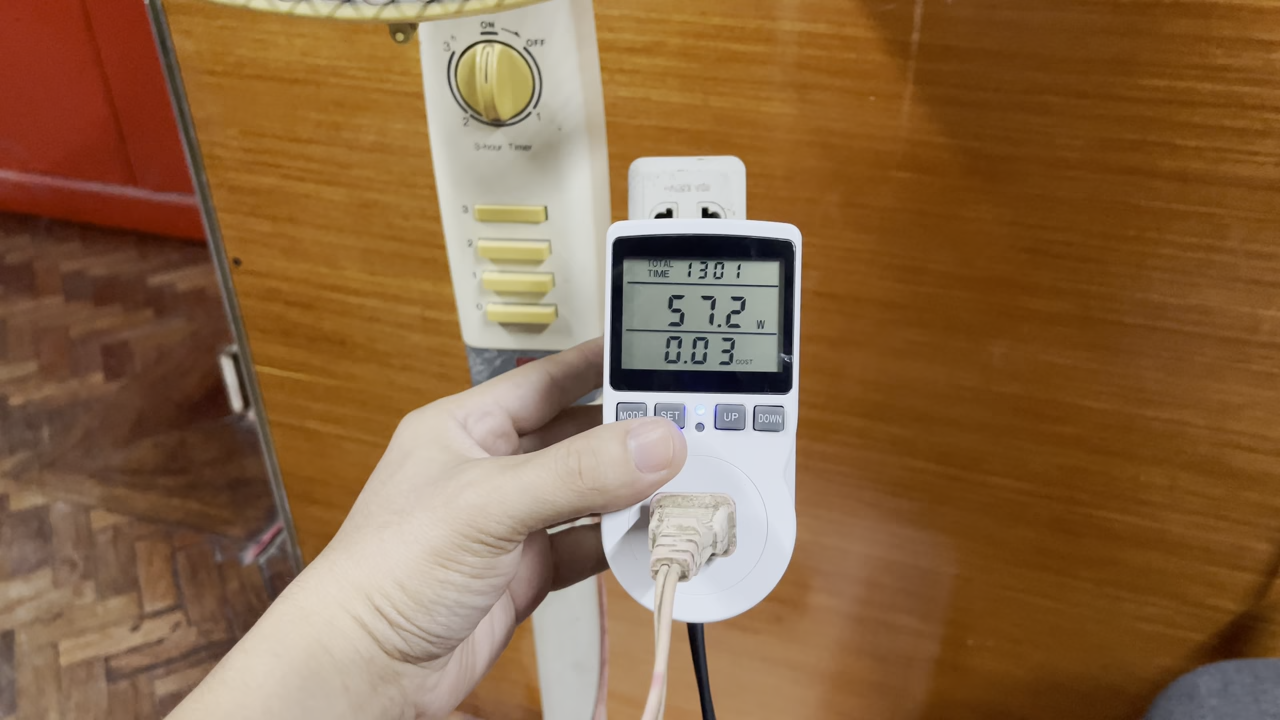 ON
OFF
3
2
1
3-hour Timer
3
2
1
0
TOTAL
TIME 1301
57.2 W
0.03 COST
MODE SET UP DOWN